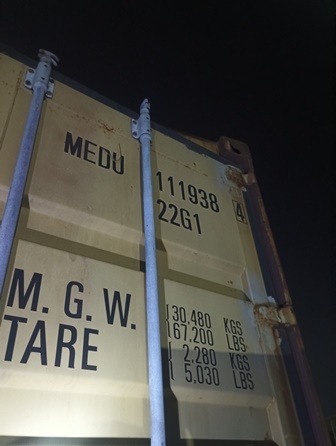 MEDU 111938 4
22G1
M. G. W. 30,480 KGS
67,200 LBS
TARE 2,280 KGS
5,030 LBS